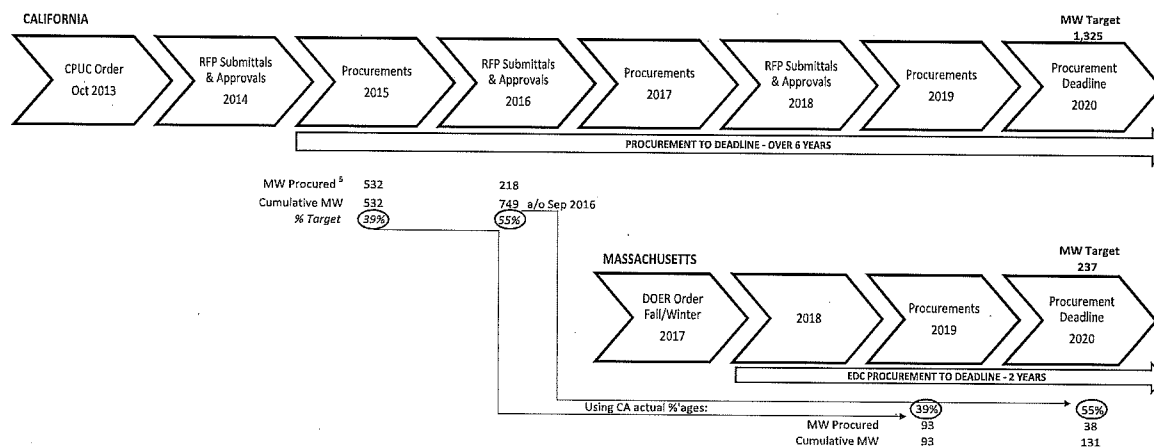 CALIFORNIA
MW Target
1,325
CPUC Order
Oct 2013
RFP Submittals
& Approvals
2014
Procurements
2015
RFP Submittals
& Approvals
2016
Procurements
2017
RFP Submittals
& Approvals
2018
Procurements
2019
Procurement
Deadline
2020
PROCUREMENT TO DEADLINE - OVER 6 YEARS
MW Procured 5 532 218
Cumulative MW 532 749 a/o Sep 2016
% Target 39% 55%
MASSACHUSETTS
MW Target
237
DOER Order
Fall/Winter
2017
2018
Procurements
2019
Procurement
Deadline
2020
EDC PROCUREMENT TO DEADLINE - 2 YEARS
Using CA actual %'ages: 39% 55%
MW Procured 93 38
Cumulative MW 93 131